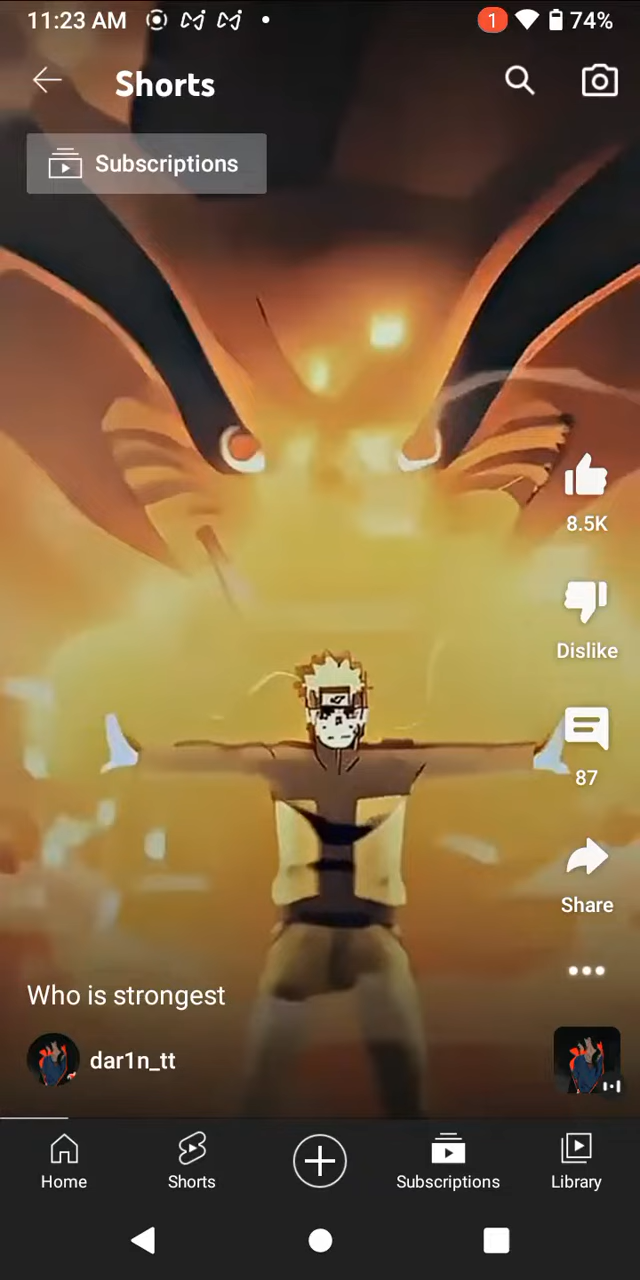 11:23 AM
1
74%
Shorts
Subscriptions
8.5K
Dislike
87
Share
Who is strongest
dar1n_tt
Home
Shorts
Subscriptions
Library